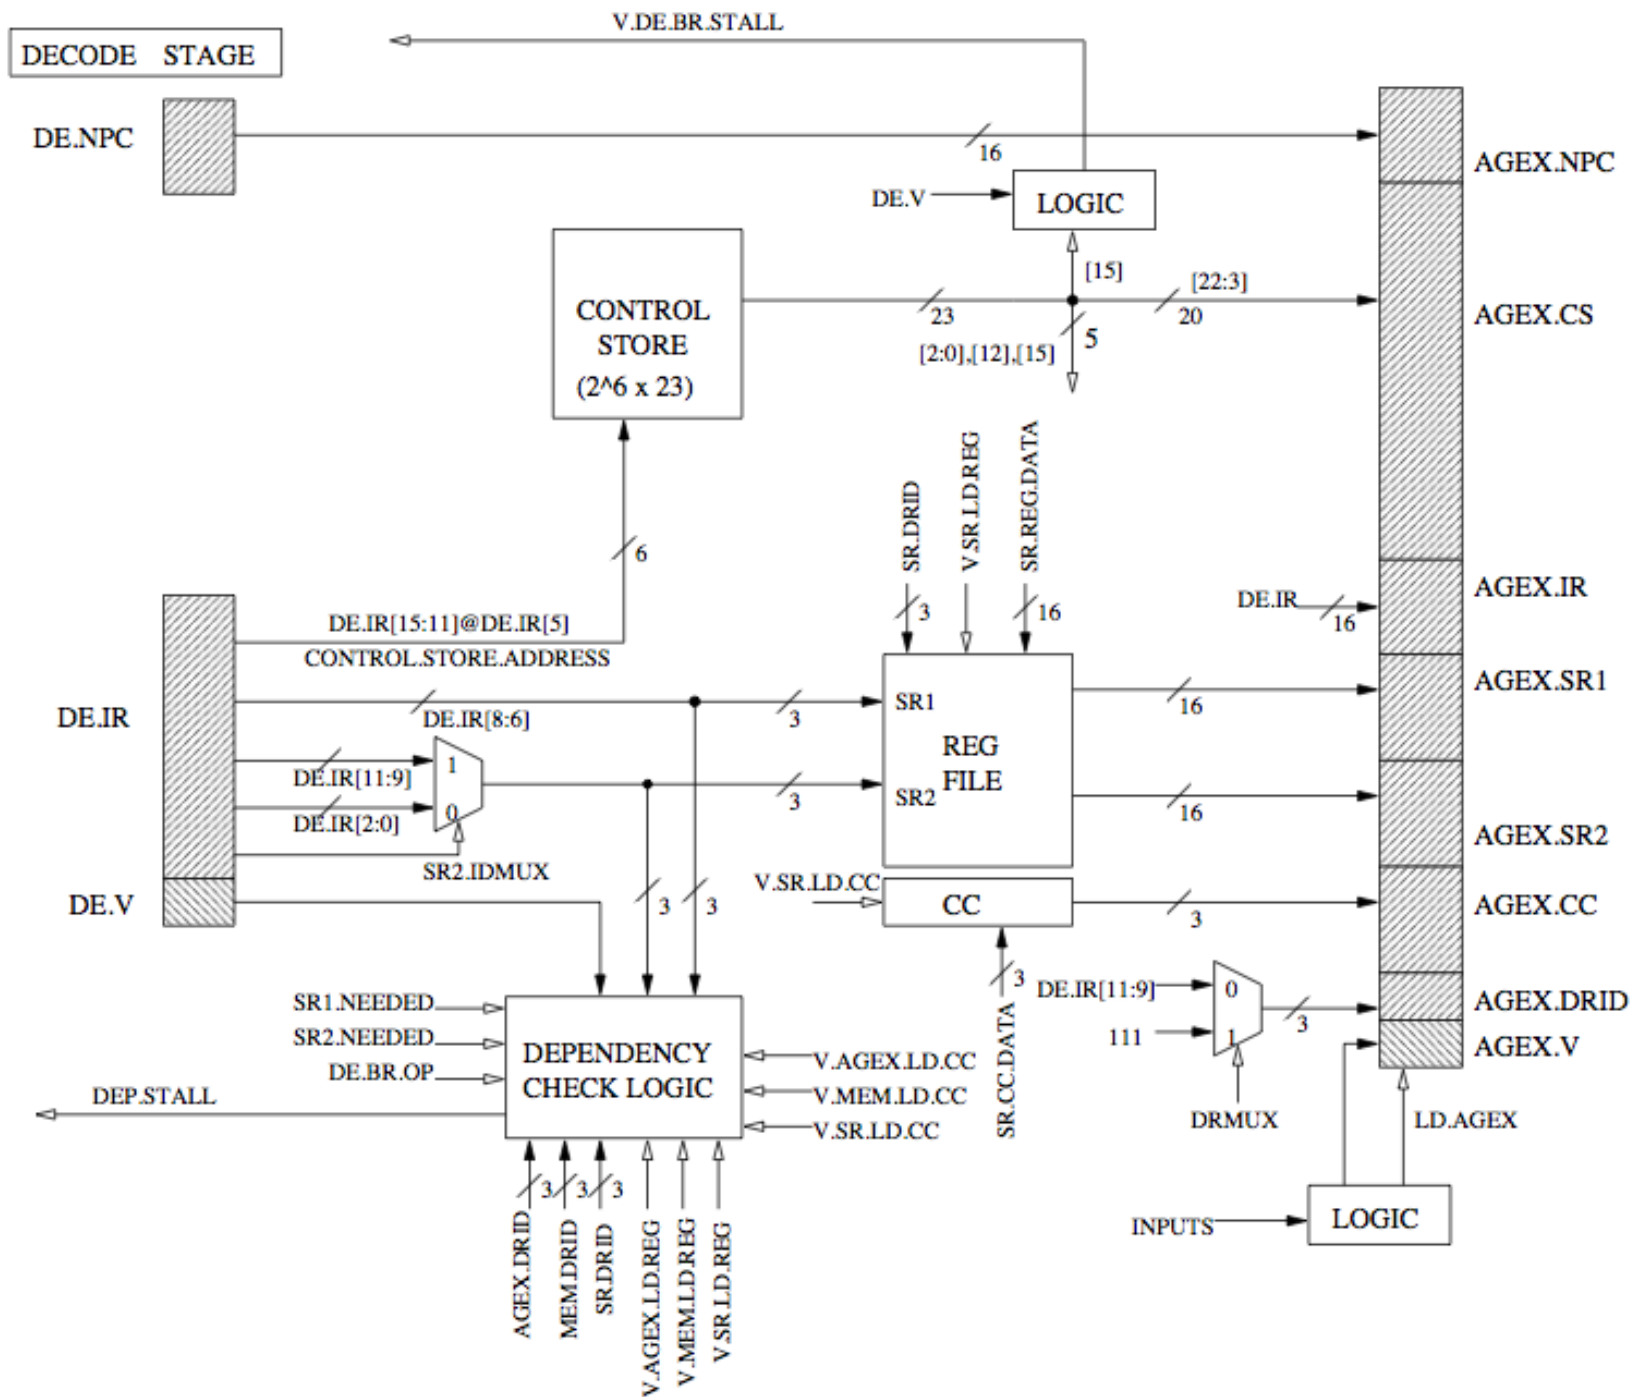 V.DE.BR.STALL
DECODE STAGE
DE.NPC
16
AGEX.NPC
DE.V
LOGIC
[15]
[22:3]
CONTROL
STORE
(2^6 x 23)
23
20
5
[2:0],[12],[15]
AGEX.CS
SR.DRID
V.SR.LD.REG
SR.REG.DATA
6
3
16
DE.IR
16
AGEX.IR
DE.IR[15:11]@DE.IR[5]
CONTROL.STORE.ADDRESS
DE.IR
DE.IR[8:6]
3
SR1
16
AGEX.SR1
DE.IR[11:9]
1
REG
FILE
DE.IR[2:0]
0
3
SR2
16
AGEX.SR2
SR2.IDMUX
DE.V
3
3
V.SR.LD.CC
CC
3
AGEX.CC
SR1.NEEDED
SR2.NEEDED
DE.BR.OP
DEP.STALL
DEPENDENCY
CHECK LOGIC
V.AGEX.LD.CC
V.MEM.LD.CC
V.SR.LD.CC
3
SR.CC.DATA
DE.IR[11:9]
0
111
1
3
AGEX.DRID
AGEX.V
DRMUX
LD.AGEX
3
3
3
AGEX.DRID
MEM.DRID
SR.DRID
V.AGEX.LD.REG
V.MEM.LD.REG
V.SR.LD.REG
INPUTS
LOGIC